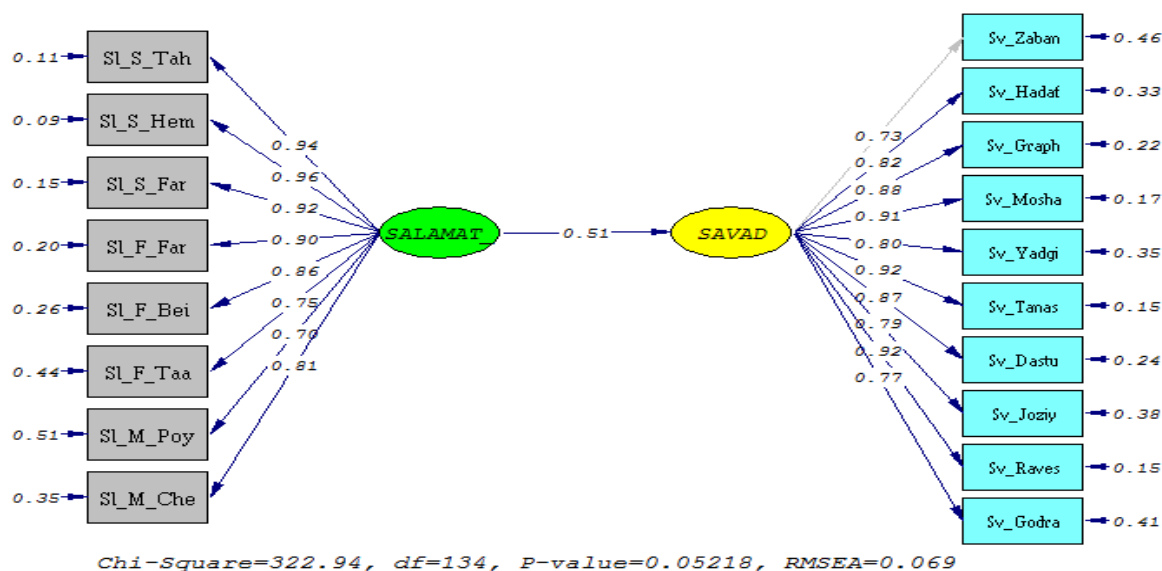 0.11 Sl_S_Tah
0.09 Sl_S_Hem
0.15 Sl_S_Far
0.20 Sl_F_Far
0.26 Sl_F_Bei
0.44 Sl_F_Taa
0.51 Sl_M_Poy
0.35 Sl_M_Che
0.94
0.96
0.92
0.90
0.86
0.75
0.70
0.81
SALAMAT_
0.51
SAVAD
0.73
0.82
0.88
0.91
0.80
0.92
0.87
0.79
0.92
0.77
Sv_Zaban 0.46
Sv_Hadaf 0.33
Sv_Graph 0.22
Sv_Mosha 0.17
Sv_Yadgi 0.35
Sv_Tanas 0.15
Sv_Dastu 0.24
Sv_Joziy 0.38
Sv_Raves 0.15
Sv_Godra 0.41
Chi-Square=322.94, df=134, P-value=0.05218, RMSEA=0.069